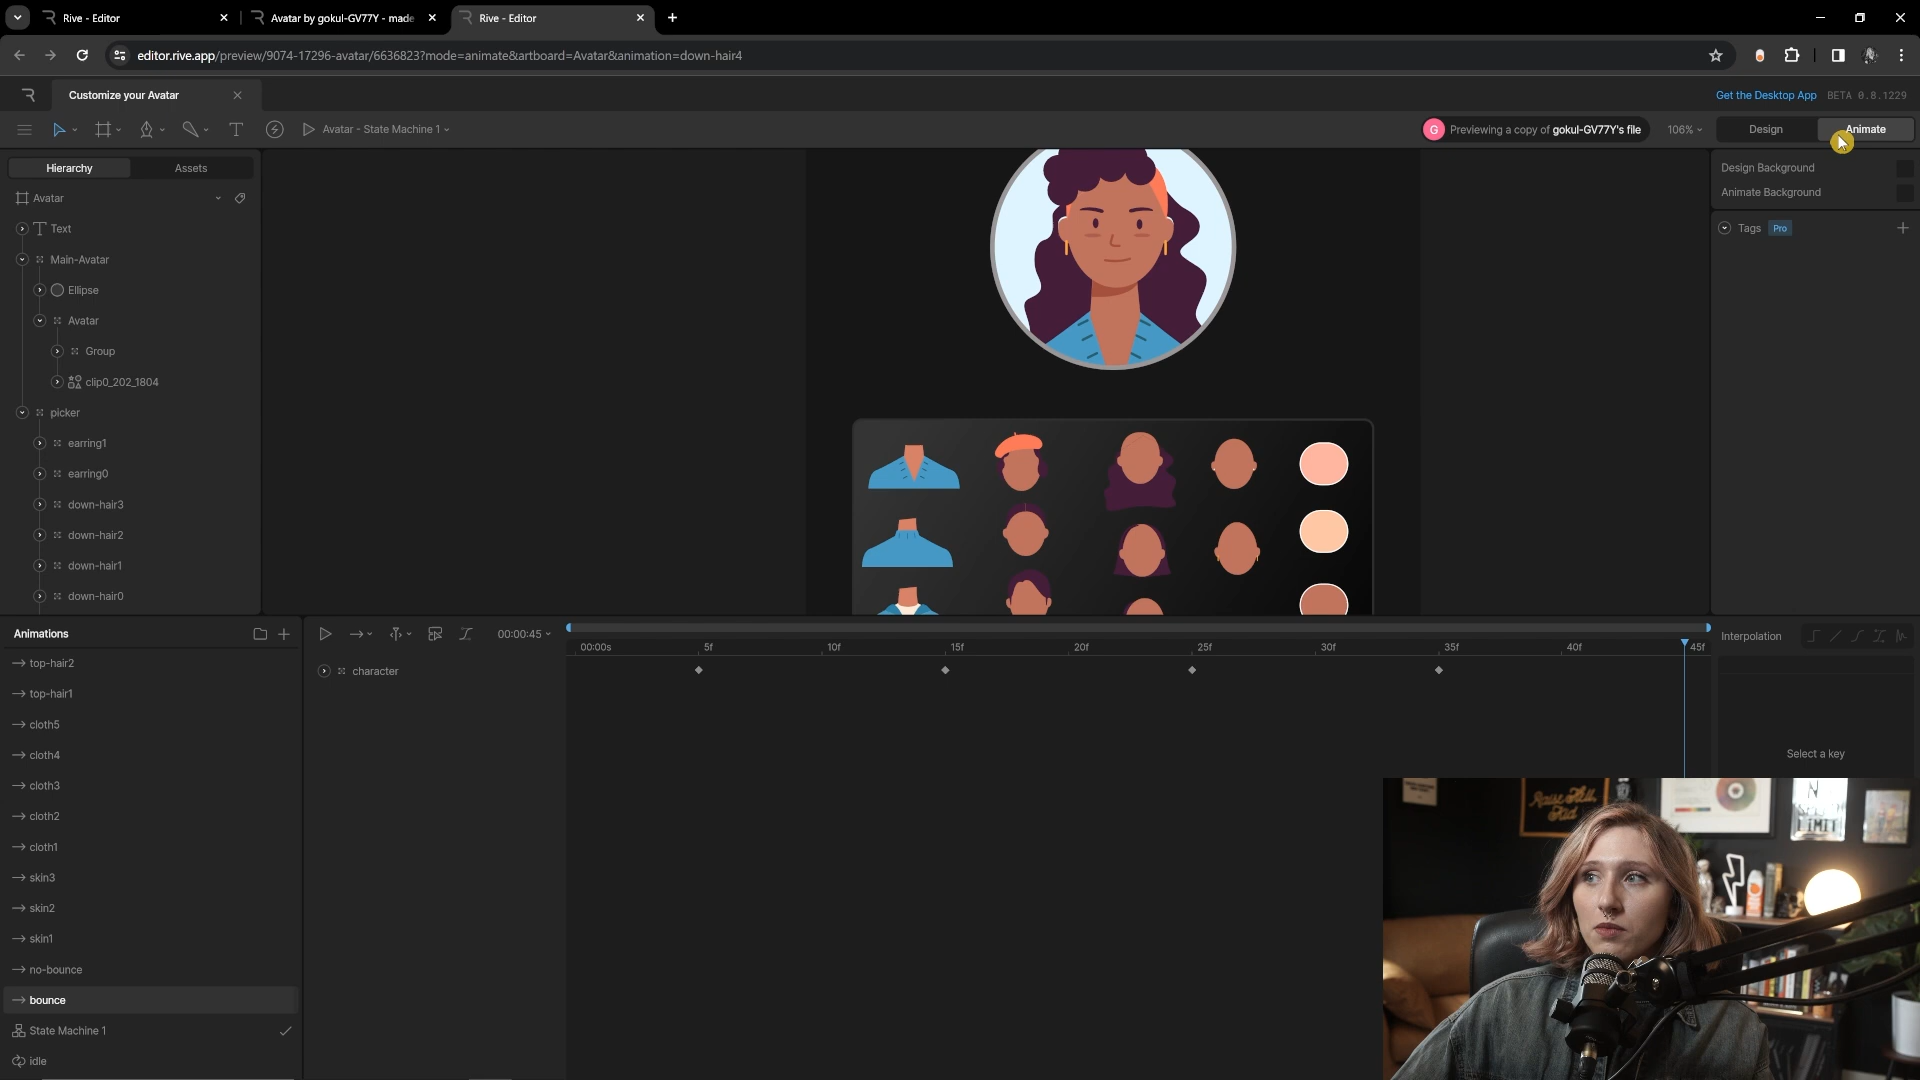 Rive - Editor
Avatar by gokul-GV77Y - made
Rive - Editor
editor.rive.app/preview/9074-17296-avatar/6636823?mode=animate&artboard=Avatar&animation=down-hair4
Customize your Avatar
Get the Desktop App BETA 0.8.1229
Avatar - State Machine 1
G Previewing a copy of gokul-GV77Y's file
106%
Design
Animate
Hierarchy
Assets
Design Background
Animate Background
Tags Pro
Avatar
Text
Main-Avatar
Ellipse
Avatar
Group
clip0_202_1804
picker
earring1
earring0
down-hair3
down-hair2
down-hair1
down-hair0
Animations
00:00:45
00:00s 5f 10f 15f 20f 25f 30f 35f 40f 45f
Interpolation
character
Select a key
top-hair2
top-hair1
cloth5
cloth4
cloth3
cloth2
cloth1
skin3
skin2
skin1
no-bounce
bounce
State Machine 1
idle
LIMIT